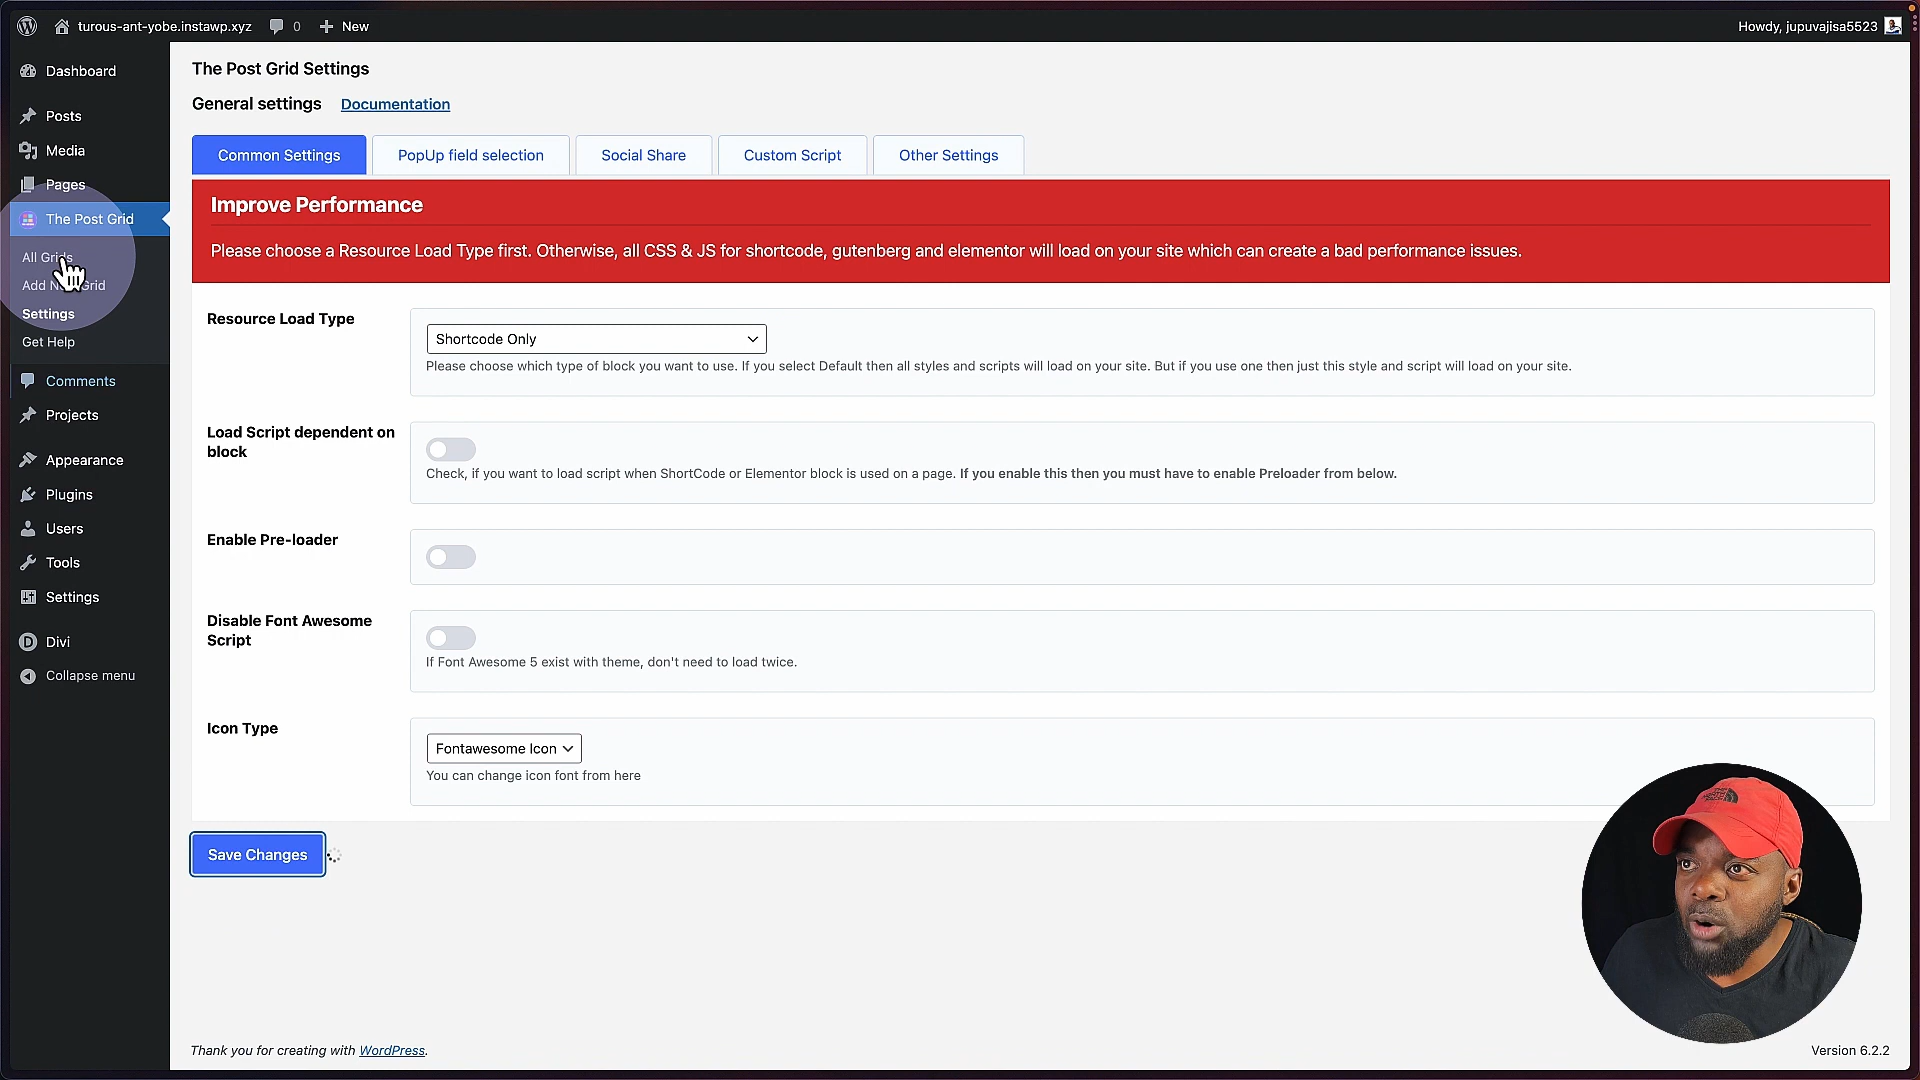 turous-ant-yobe.instawp.xyz
0
New
Howdy, jupuvajisa5523
Dashboard
Posts
Media
Pages
The Post Grid
All Grids
Add New Grid
Settings
Get Help
Comments
Projects
Appearance
Plugins
Users
Tools
Settings
Divi
Collapse menu
The Post Grid Settings
General settings
Documentation
Common Settings
PopUp field selection
Social Share
Custom Script
Other Settings
Improve Performance
Please choose a Resource Load Type first. Otherwise, all CSS & JS for shortcode, gutenberg and elementor will load on your site which can create a bad performance issues.
Resource Load Type
Shortcode Only
Please choose which type of block you want to use. If you select Default then all styles and scripts will load on your site. But if you use one then just this style and script will load on your site.
Load Script dependent on
block
Check, if you want to load script when ShortCode or Elementor block is used on a page. If you enable this then you must have to enable Preloader from below.
Enable Pre-loader
Disable Font Awesome
Script
If Font Awesome 5 exist with theme, don't need to load twice.
Icon Type
Fontawesome Icon
You can change icon font from here
Save Changes
Thank you for creating with WordPress.
Version 6.2.2